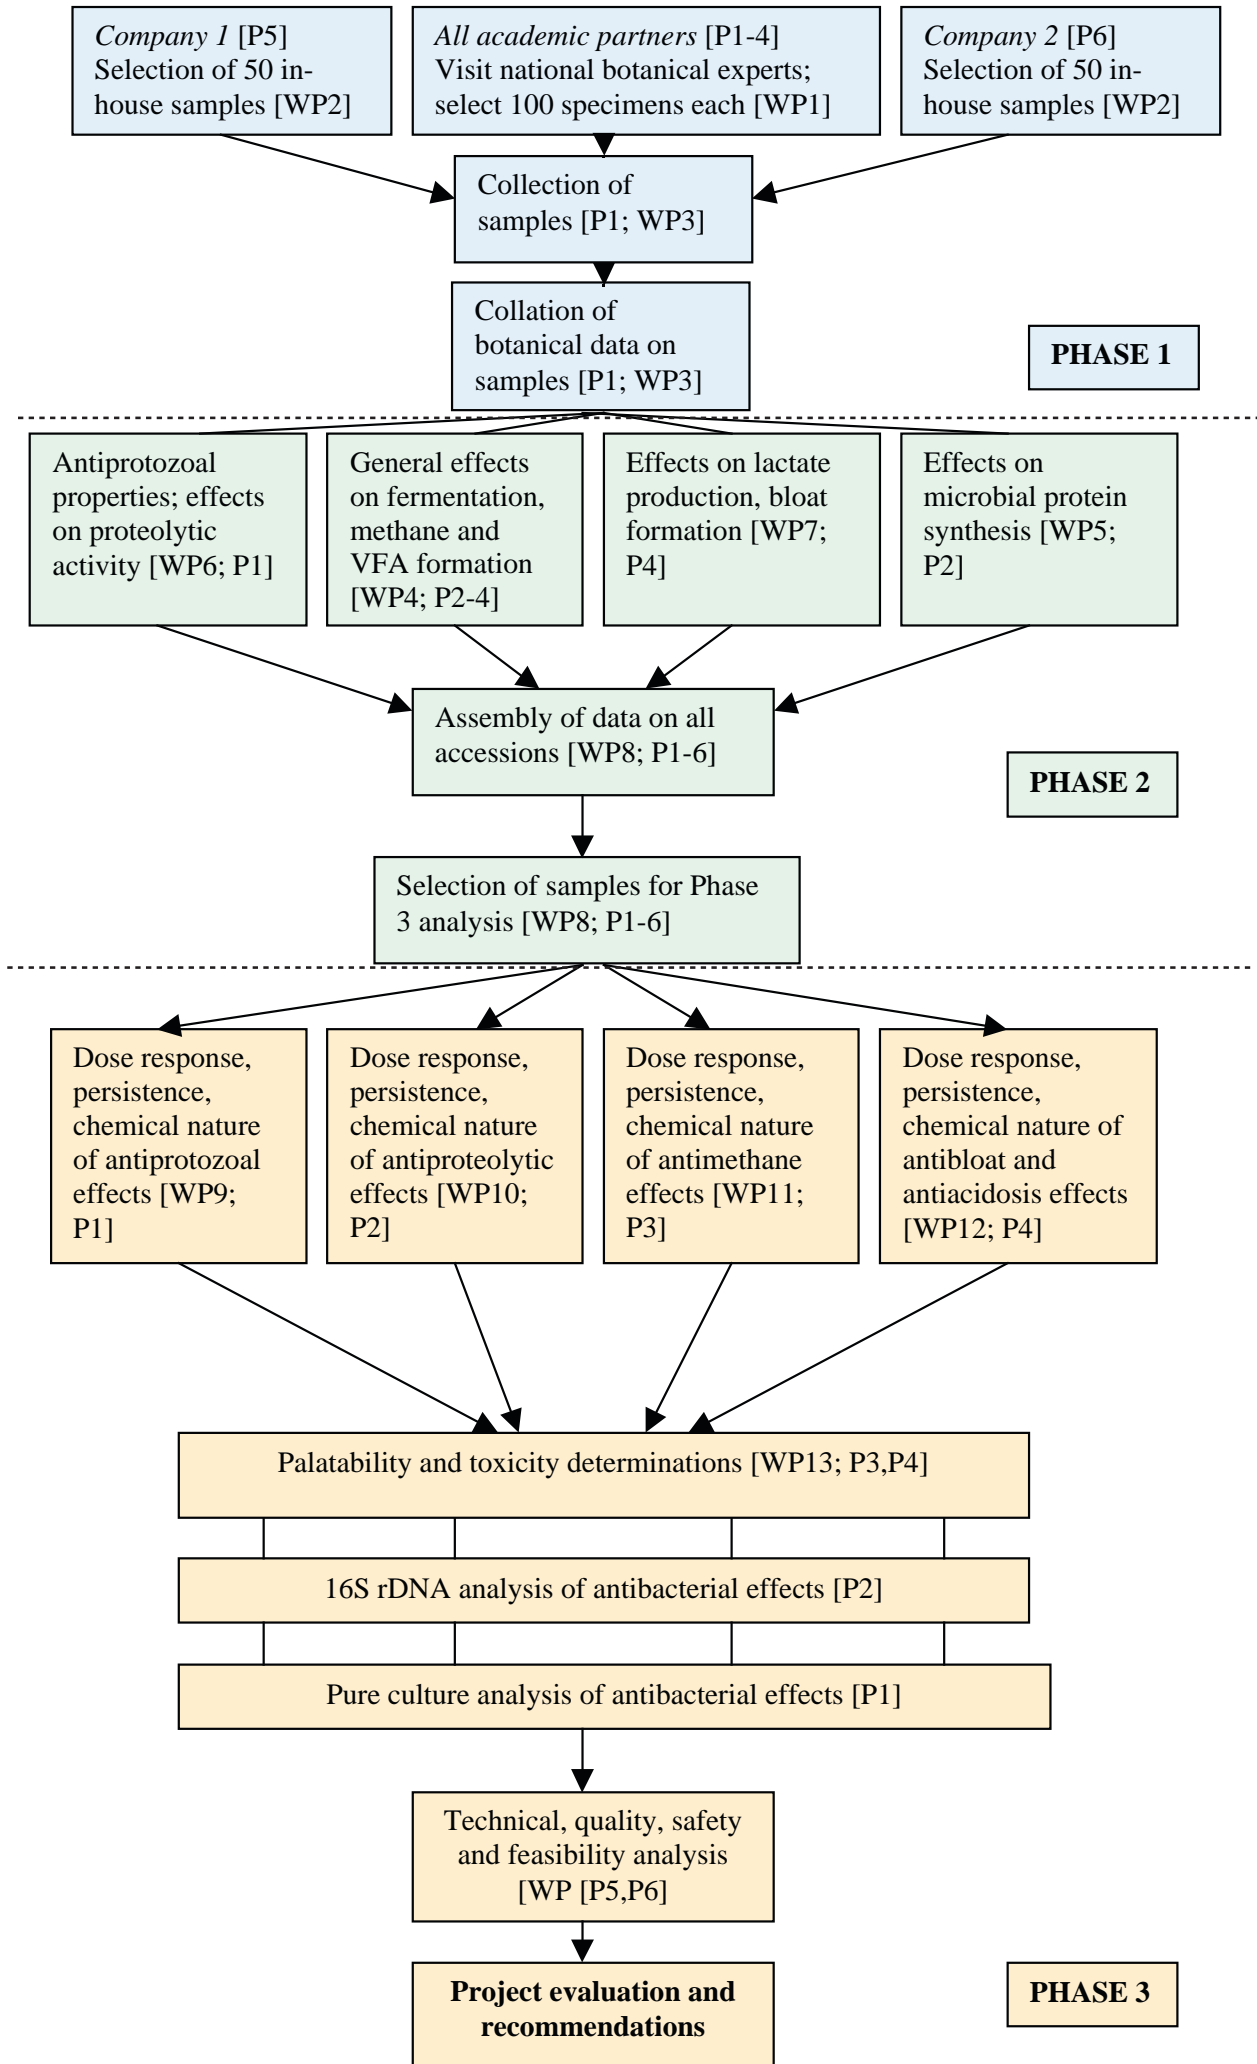 Company 1 [P5]
Selection of 50 in-
house samples [WP2]
All academic partners [P1-4]
Visit national botanical experts;
select 100 specimens each [WP1]
Company 2 [P6]
Selection of 50 in-
house samples [WP2]
Collection of
samples [P1; WP3]
Collation of
botanical data on
samples [P1; WP3]
PHASE 1
Antiprotozoal
properties; effects
on proteolytic
activity [WP6; P1]
General effects
on fermentation,
methane and
VFA formation
[WP4; P2-4]
Effects on lactate
production, bloat
formation [WP7;
P4]
Effects on
microbial protein
synthesis [WP5;
P2]
Assembly of data on all
accessions [WP8; P1-6]
PHASE 2
Selection of samples for Phase
3 analysis [WP8; P1-6]
Dose response,
persistence,
chemical nature
of antiprotozoal
effects [WP9;
P1]
Dose response,
persistence,
chemical nature
of antiproteolytic
effects [WP10;
P2]
Dose response,
persistence,
chemical nature
of antimethane
effects [WP11;
P3]
Dose response,
persistence,
chemical nature of
antibloat and
antiacidosis effects
[WP12; P4]
Palatability and toxicity determinations [WP13; P3,P4]
16S rDNA analysis of antibacterial effects [P2]
Pure culture analysis of antibacterial effects [P1]
Technical, quality, safety
and feasibility analysis
[WP [P5,P6]
Project evaluation and
recommendations
PHASE 3